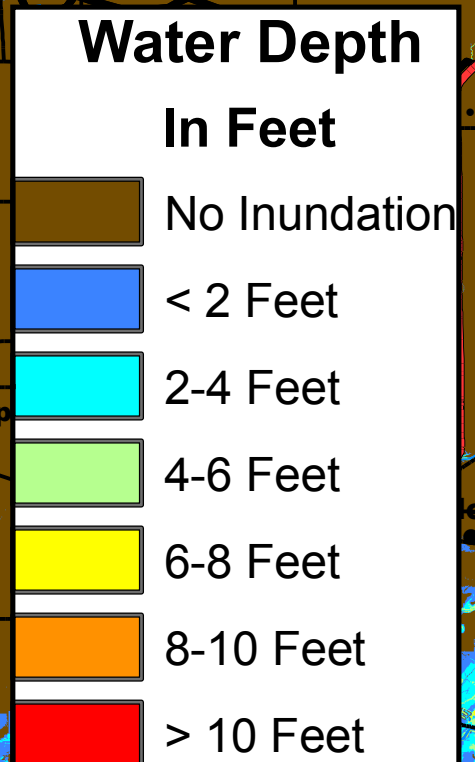 Water Depth
In Feet
No Inundation
< 2 Feet
2-4 Feet
4-6 Feet
6-8 Feet
8-10 Feet
> 10 Feet